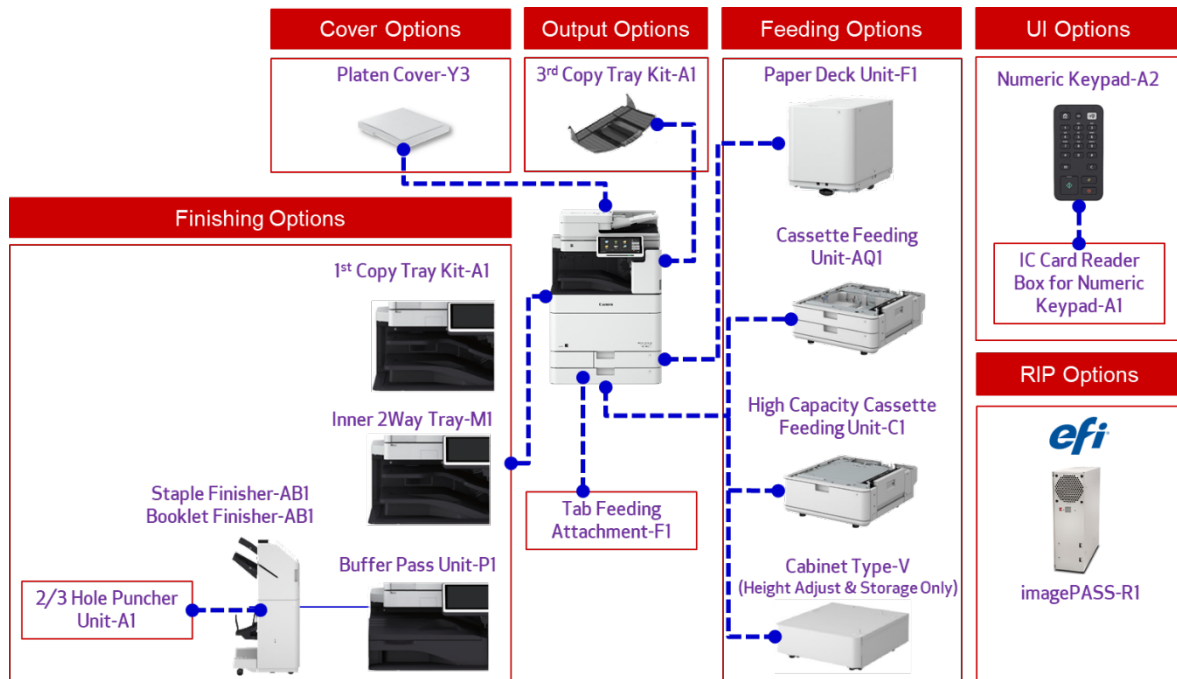 Cover Options
Output Options
Feeding Options
UI Options
Platen Cover-Y3
3rd Copy Tray Kit-A1
Paper Deck Unit-F1
Numeric Keypad-A2
Finishing Options
1st Copy Tray Kit-A1
Cassette Feeding
Unit-AQ1
IC Card Reader
Box for Numeric
Keypad-A1
Canon
RIP Options
Inner 2Way Tray-M1
High Capacity Cassette
Feeding Unit-C1
efi
Staple Finisher-AB1
Booklet Finisher-AB1
Tab Feeding
Attachment-F1
Buffer Pass Unit-P1
Cabinet Type-V
(Height Adjust & Storage Only)
2/3 Hole Puncher
Unit-A1
imagePASS-R1